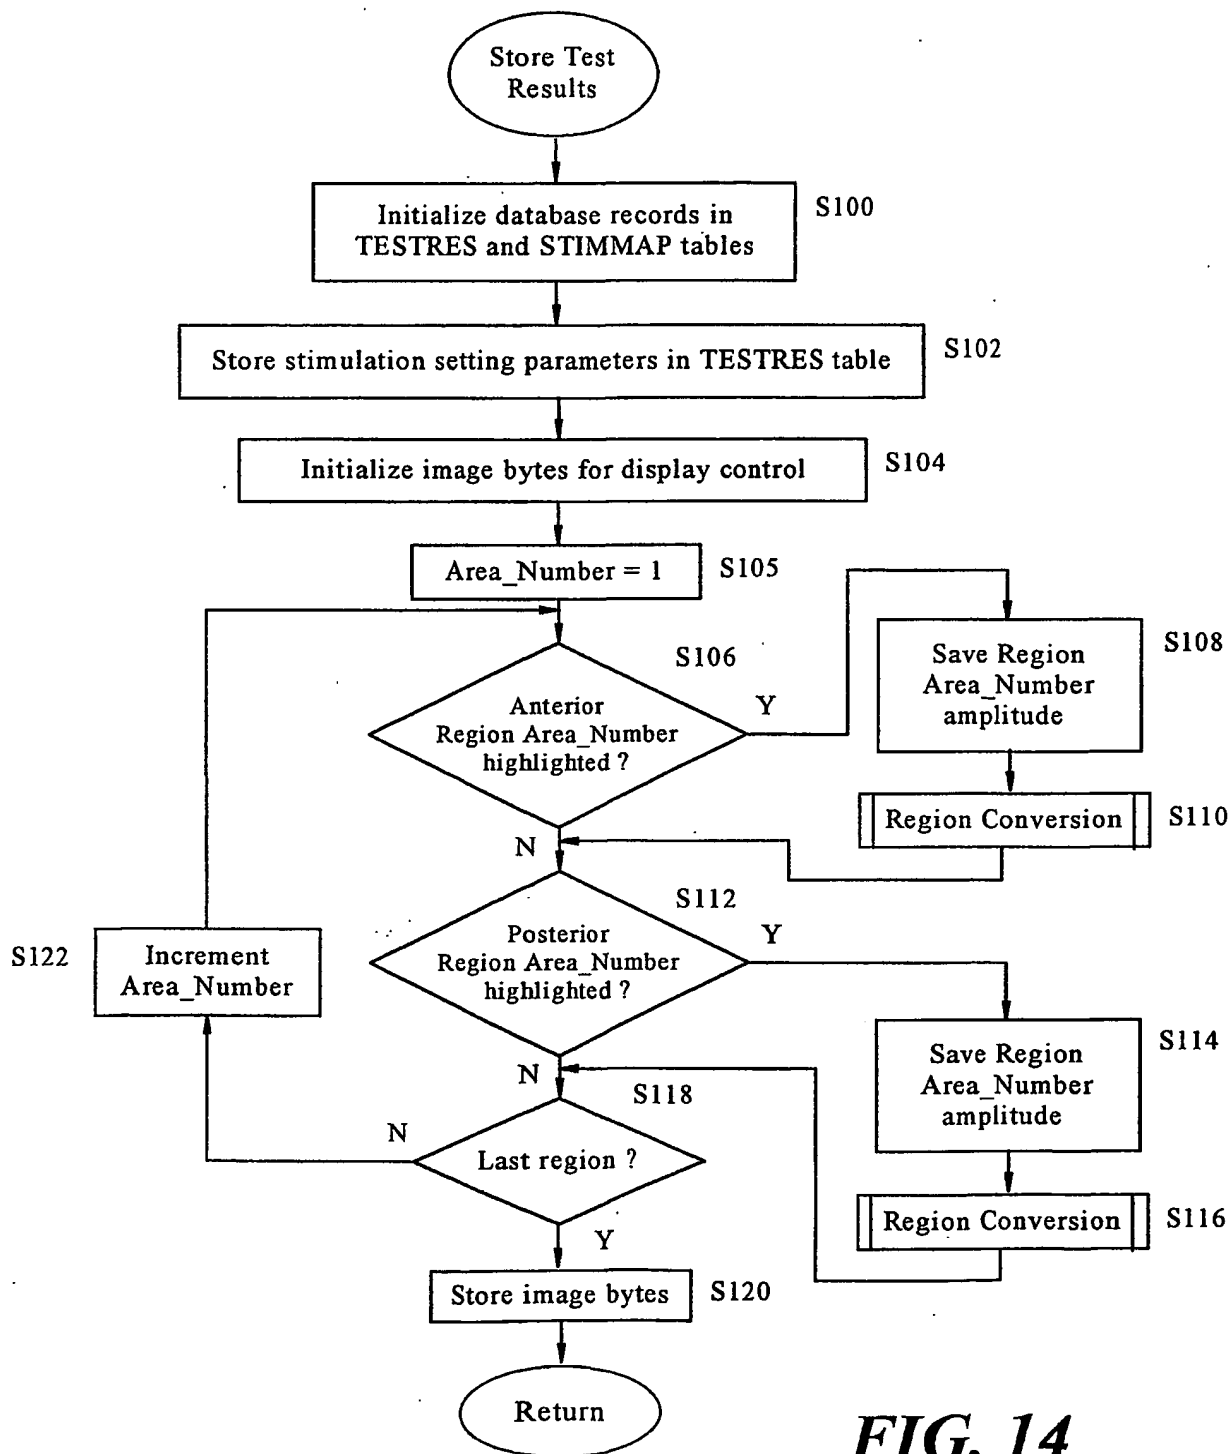 Store Test
Results
Initialize database records in
TESTRES and STIMMAP tables
S100
Store stimulation setting parameters in TESTRES table
S102
Initialize image bytes for display control
S104
Area_Number = 1
S105
S106
Anterior
Region Area_Number
highlighted ?
Y
N
Save Region
Area_Number
amplitude
S108
Region Conversion
S110
S112
Posterior
Region Area_Number
highlighted ?
Y
N
S122
Increment
Area_Number
Save Region
Area_Number
amplitude
S114
Region Conversion
S116
S118
Last region ?
N
Y
Store image bytes
S120
Return
FIG. 14